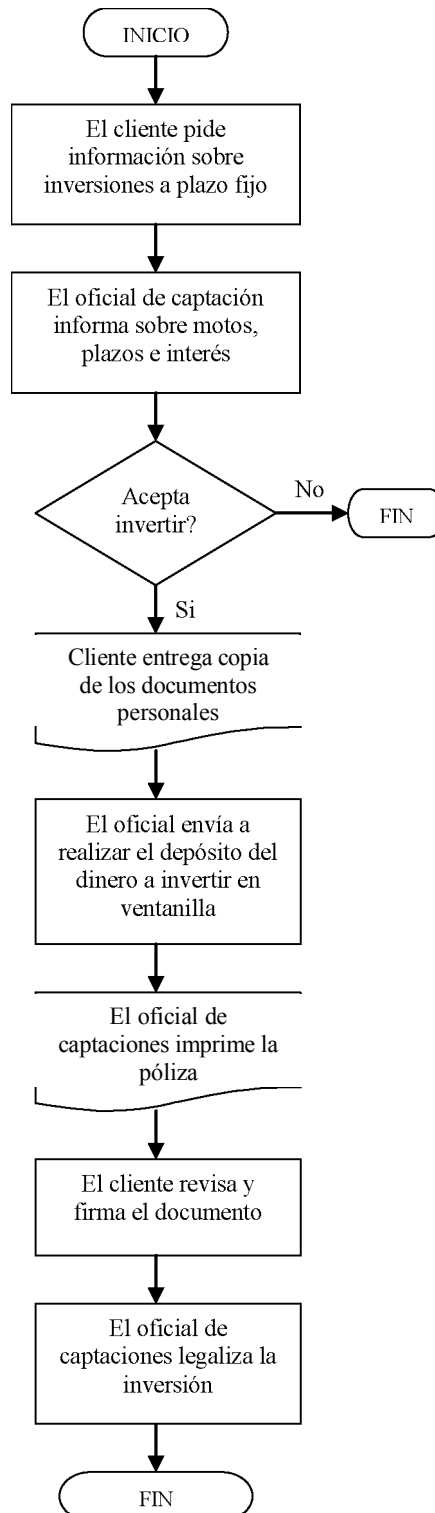 INICIO
El cliente pide
información sobre
inversiones a plazo fijo
El oficial de captación
informa sobre motos,
plazos e interés
Acepta
invertir?
No
FIN
Si
Cliente entrega copia
de los documentos
personales
El oficial envía a
realizar el depósito del
dinero a invertir en
ventanilla
El oficial de
captaciones imprime la
póliza
El cliente revisa y
firma el documento
El oficial de
captaciones legaliza la
inversión
FIN